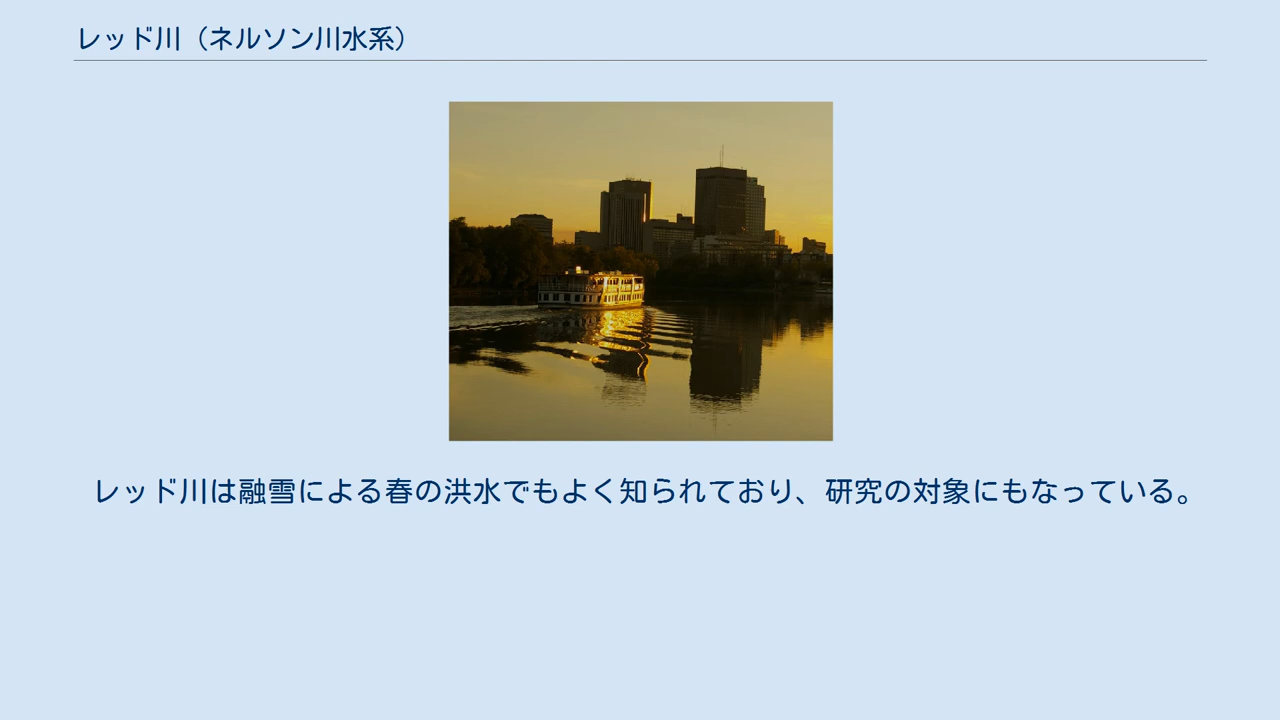 レッド川（ネルソン川水系）
レッド川は融雪による春の洪水でもよく知られており、研究の対象にもなっている。